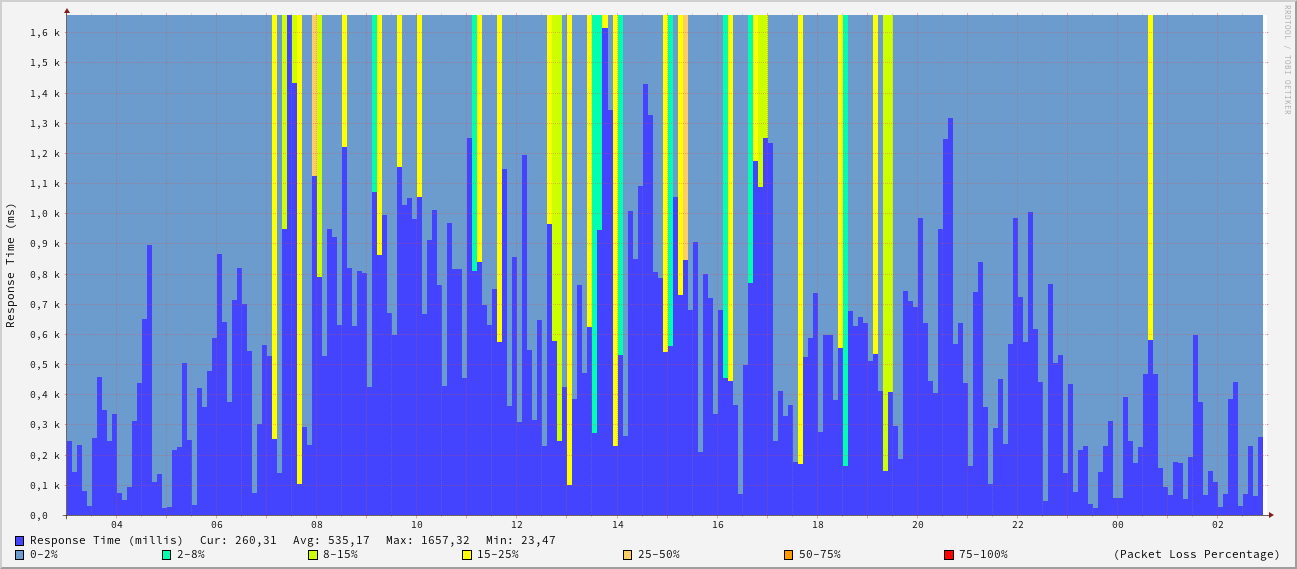 RRDTOOL / TOBI OETIKER
Response Time (ms)
1,6 k
1,5 k
1,4 k
1,3 k
1,2 k
1,1 k
1,0 k
0,9 k
0,8 k
0,7 k
0,6 k
0,5 k
0,4 k
0,3 k
0,2 k
0,1 k
0,0
04 06 08 10 12 14 16 18 20 22 00 02
Response Time (millis) Cur: 260,31 Avg: 535,17 Max: 1657,32 Min: 23,47
0-2% 2-8% 8-15% 15-25% 25-50% 50-75% 75-100% (Packet Loss Percentage)